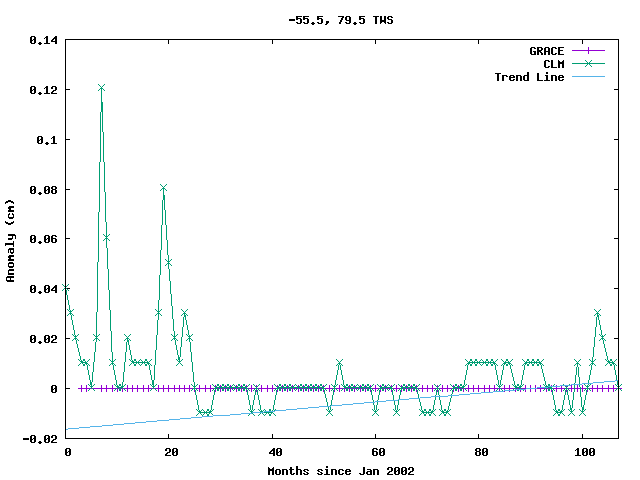 -55.5, 79.5 TWS
GRACE
CLM
Trend Line
0.14
0.12
0.1
0.08
0.06
0.04
0.02
0
-0.02
Anomaly (cm)
0 20 40 60 80 100
Months since Jan 2002